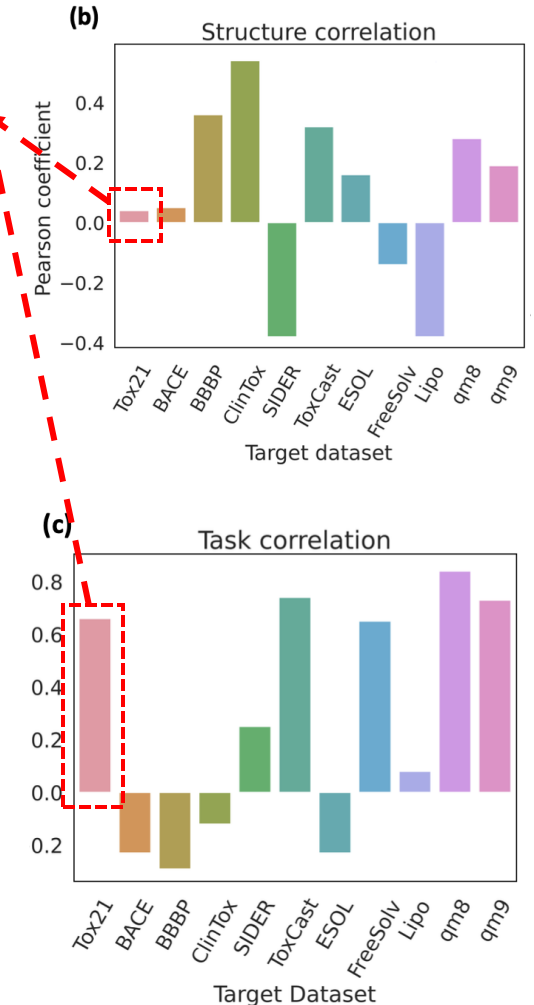 (b)
Structure correlation
Pearson coefficient
0.4
0.2
0.0
−0.2
−0.4
Tox21
BACE
BBBP
ClinTox
SIDER
ToxCast
ESOL
FreeSolv
Lipo
qm8
qm9
Target dataset
(c)
Task correlation
0.8
0.6
0.4
0.2
0.0
0.2
Tox21
BACE
BBBP
ClinTox
SIDER
ToxCast
ESOL
FreeSolv
Lipo
qm8
qm9
Target Dataset